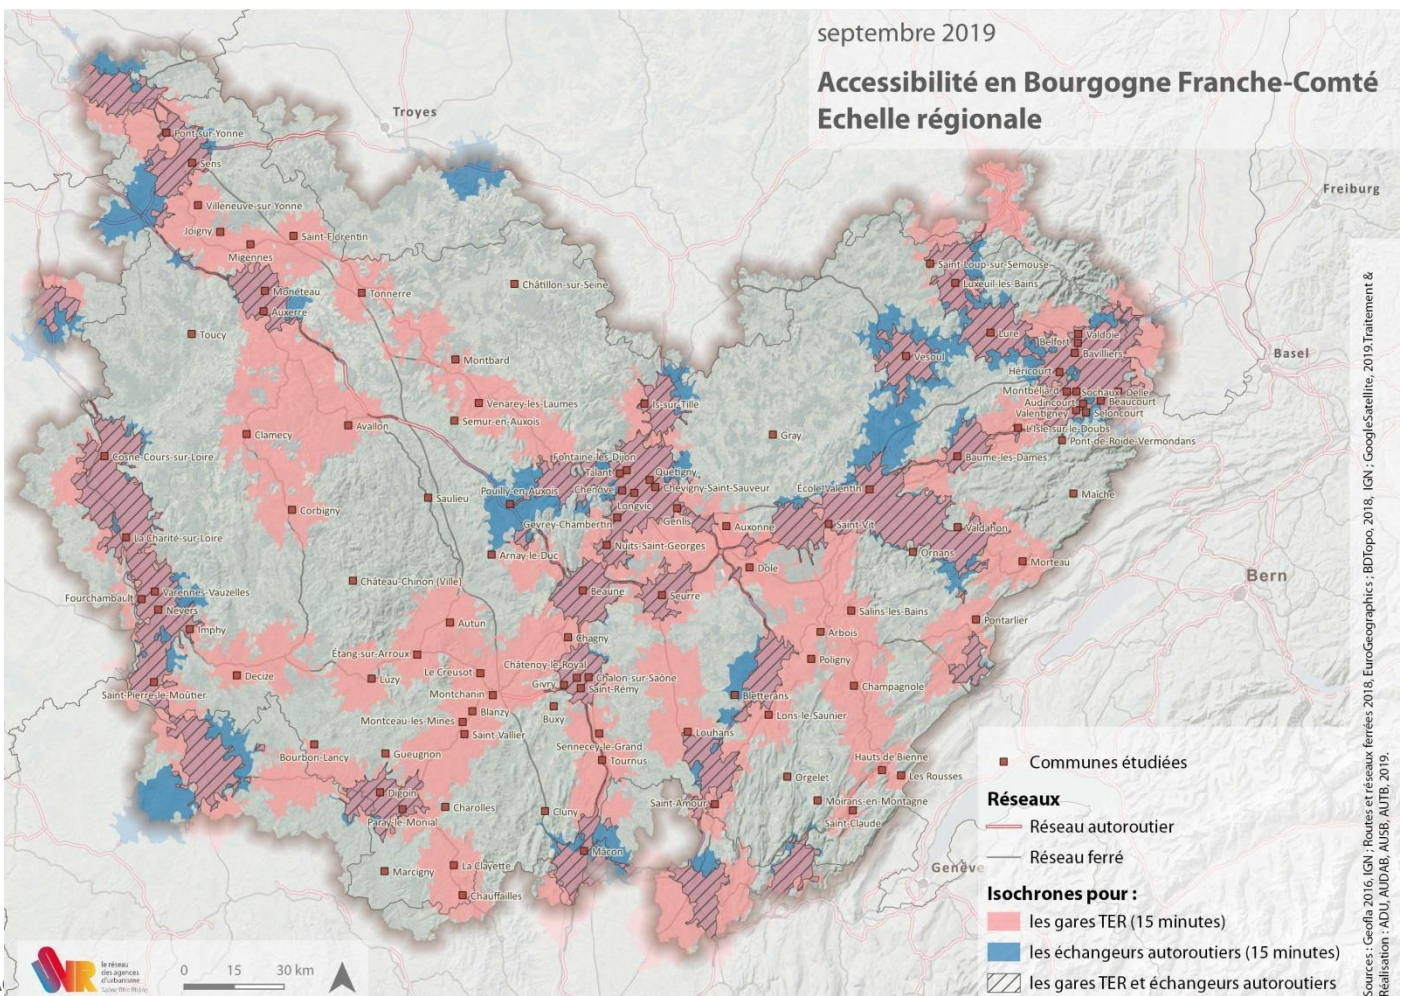 septembre 2019
Accessibilité en Bourgogne Franche-Comté
Echelle régionale
Troyes
Freiburg
Basel
Bern
Genève
Pont-sur-Yonne
Sens
Villeneuve-sur-Yonne
Joigny
Saint-Florentin
Migennes
Monéteau
Auxerre
Tonnerre
Châtillon-sur-Seine
Toucy
Montbard
Venarey-les-Laumes
Semur-en-Auxois
Avallon
Clamecy
Is-sur-Tille
Gray
Saint-Loup-sur-Semouse
Luxeuil-les-Bains
Lure
Vesoul
Belfort
Valdoie
Bavilliers
Héricourt
Montbéliard
Sochaux
Delle
Audincourt
Beaucourt
Valentigney
Seloncourt
L'Isle-sur-le-Doubs
Pont-de-Roide-Vermondans
Baume-les-Dames
Maîche
Cosne-Cours-sur-Loire
Corbigny
Saulieu
Pouilly-en-Auxois
Fontaine-lès-Dijon
Talant
Quetigny
Chenôve
Chevigny-Saint-Sauveur
Longvic
Gevrey-Chambertin
Genlis
Auxonne
École-Valentin
Saint-Vit
Valdahon
Ornans
Morteau
La Charité-sur-Loire
Nuits-Saint-Georges
Arnay-le-Duc
Dole
Château-Chinon (Ville)
Fourchambault
Varennes-Vauzelles
Nevers
Imphy
Beaune
Seurre
Salins-les-Bains
Pontarlier
Autun
Arbois
Chagny
Étang-sur-Arroux
Poligny
Decize
Luzy
Le Creusot
Châtenoy-le-Royal
Chalon-sur-Saône
Givry
Saint-Rémy
Champagnole
Saint-Pierre-le-Moûtier
Montchanin
Bletterans
Blanzy
Buxy
Lons-le-Saunier
Montceau-les-Mines
Saint-Vallier
Louhans
Sennecey-le-Grand
Bourbon-Lancy
Gueugnon
Tournus
Hauts de Bienne
Les Rousses
Orgelet
Digoin
Paray-le-Monial
Charolles
Cluny
Saint-Amour
Moirans-en-Montagne
Saint-Claude
Mâcon
Marcigny
La Clayette
Chauffailles
Communes étudiées
Réseaux
Réseau autoroutier
Réseau ferré
Isochrones pour :
les gares TER (15 minutes)
les échangeurs autoroutiers (15 minutes)
les gares TER et échangeurs autoroutiers
le réseau
des agences
d'urbanisme
0 15 30 km
Sources : Geofla 2016, IGN ; Routes et réseaux ferrées 2018, EuroGeographics ; BDTopo, 2018, IGN ; GoogleSatellite, 2019.Traitement &
Réalisation : ADU, AUDAB, AUSB, AUTB, 2019.